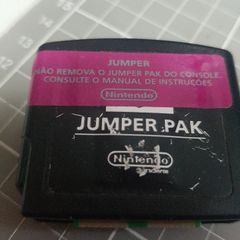 JUMPER
NÃO REMOVA O JUMPER PAK DO CONSOLE.
CONSULTE O MANUAL DE INSTRUÇÕES
Nintendo
JUMPER PAK
Nintendo